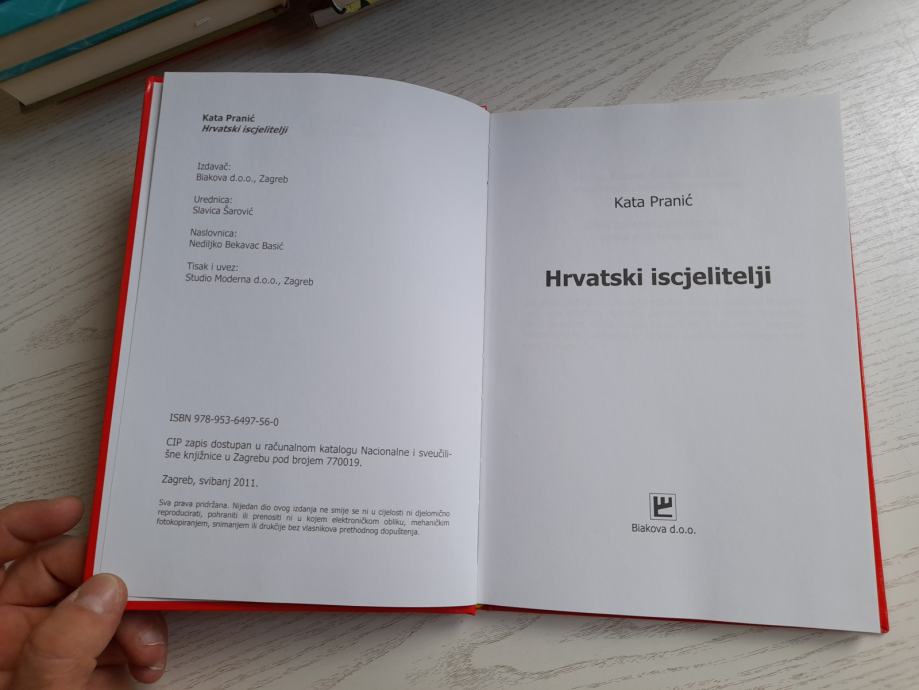 Kata Pranić
Hrvatski iscjelitelji
Izdavač:
Biakova d.o.o., Zagreb
Urednica:
Slavica Šarović
Naslovnica:
Nediljko Bekavac Basić
Tisak i uvez:
Studio Moderna d.o.o., Zagreb
ISBN 978-953-6497-56-0
CIP zapis dostupan u računalnom katalogu Nacionalne i sveučili-
šne knjižnice u Zagrebu pod brojem 770019.
Zagreb, svibanj 2011.
Sva prava pridržana. Nijedan dio ovog izdanja ne smije se ni u cijelosti ni djelomično
reproducirati, pohraniti ili prenositi ni u kojem elektroničkom obliku, mehaničkim
fotokopiranjem, snimanjem ili drukčije bez vlasnikova prethodnog dopuštenja.
Kata Pranić
Hrvatski iscjelitelji
Biakova d.o.o.